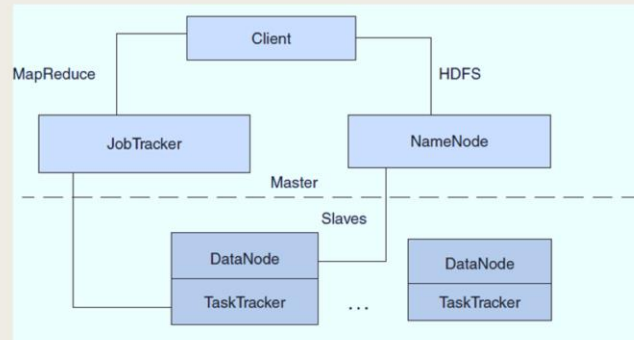 Client
MapReduce
HDFS
JobTracker
NameNode
Master
Slaves
DataNode
TaskTracker
...
DataNode
TaskTracker